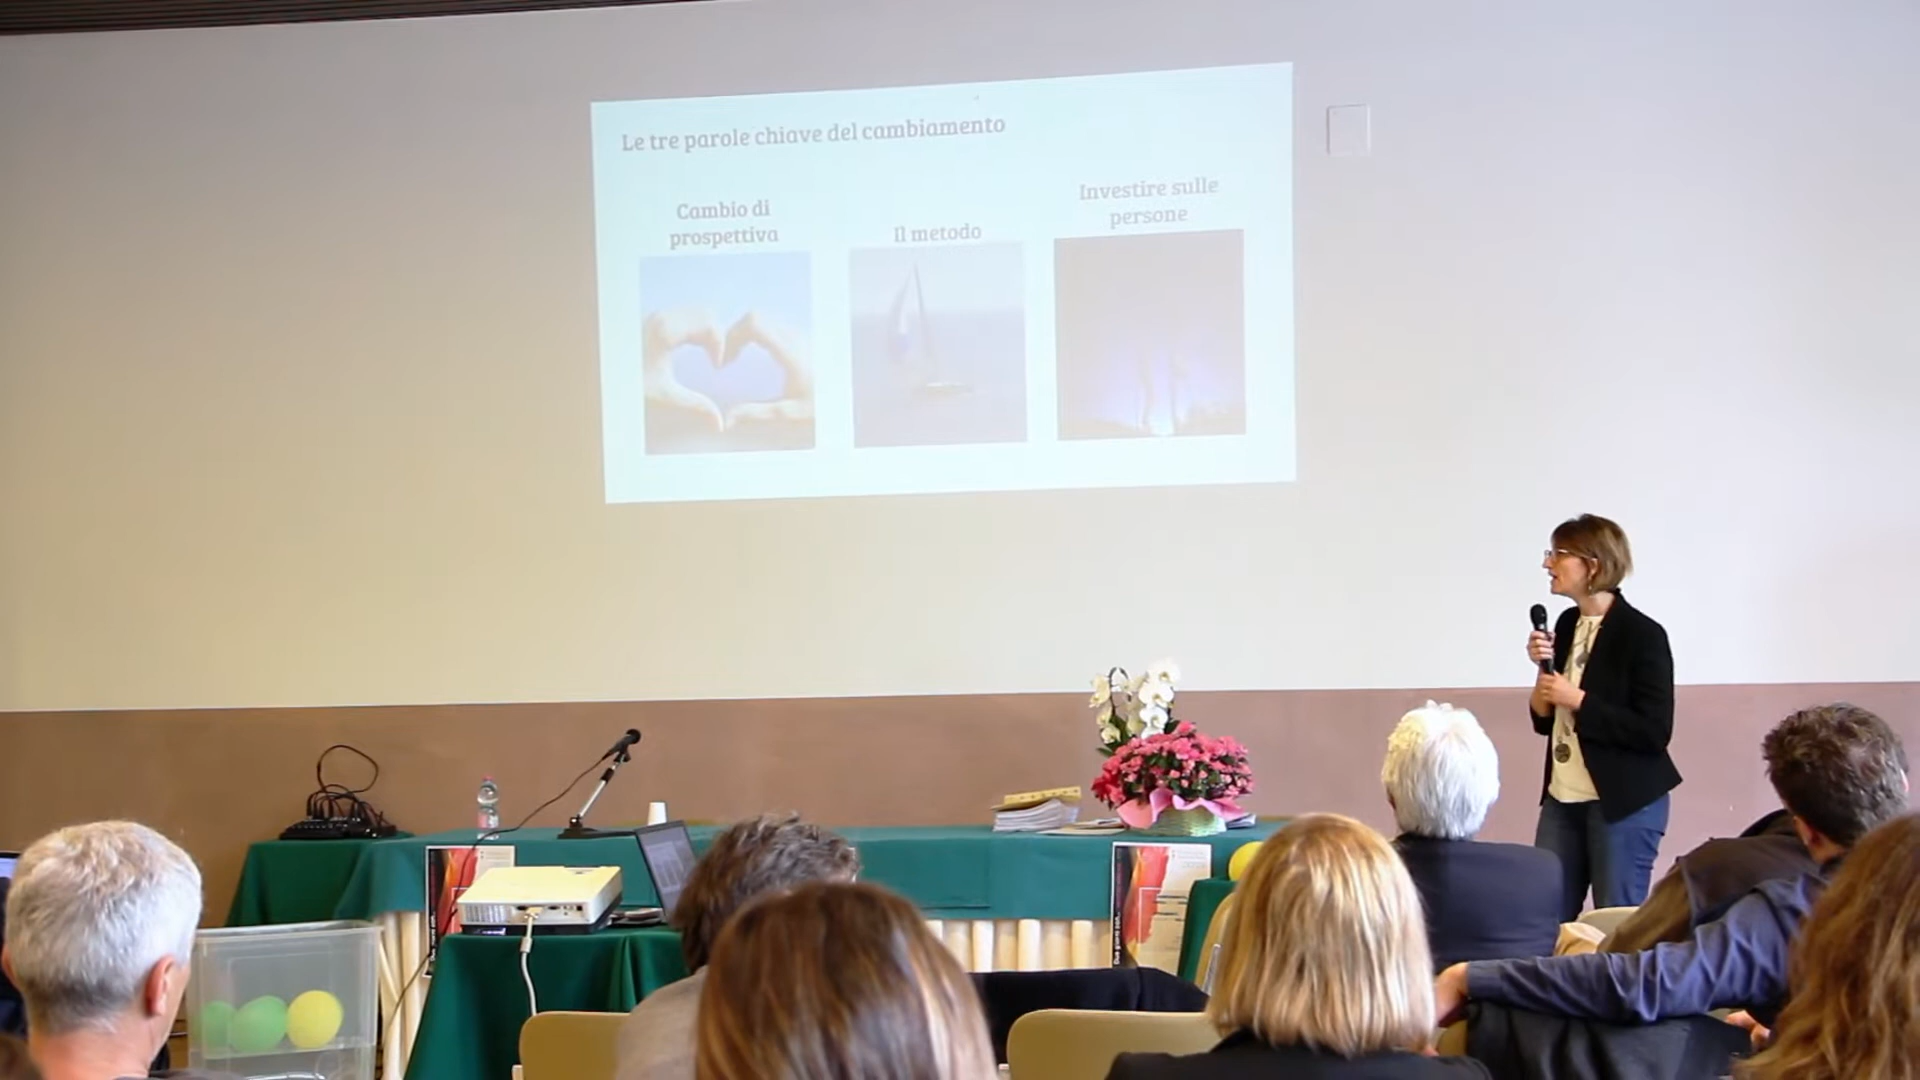 Le tre parole chiave del cambiamento
Cambio di
prospettiva
Il metodo
Investire sulle
persone